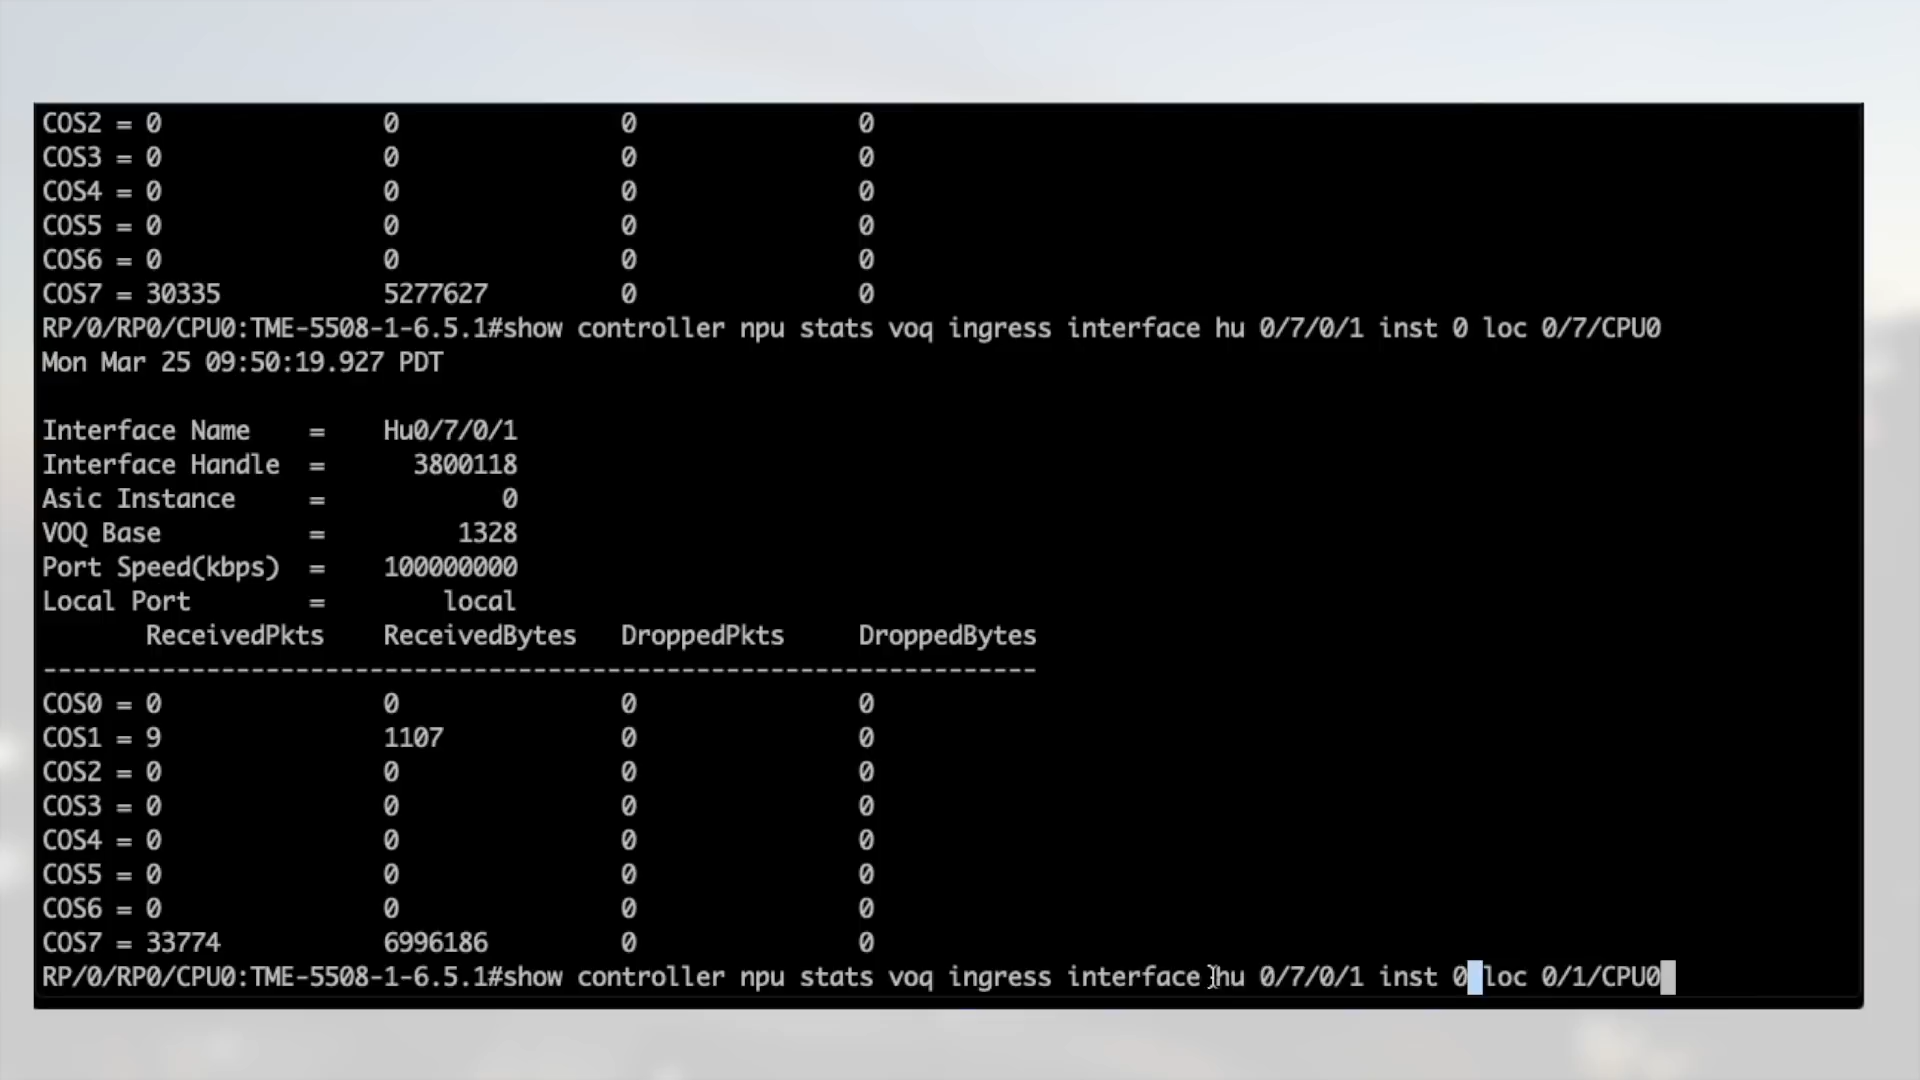 COS2 = 0 0 0 0
COS3 = 0 0 0 0
COS4 = 0 0 0 0
COS5 = 0 0 0 0
COS6 = 0 0 0 0
COS7 = 30335 5277627 0 0
RP/0/RP0/CPU0:TME-5508-1-6.5.1#show controller npu stats voq ingress interface hu 0/7/0/1 inst 0 loc 0/7/CPU0
Mon Mar 25 09:50:19.927 PDT
Interface Name = Hu0/7/0/1
Interface Handle = 3800118
Asic Instance = 0
VOQ Base = 1328
Port Speed(kbps) = 100000000
Local Port = local
ReceivedPkts ReceivedBytes DroppedPkts DroppedBytes
-------------------------------------------------------------------
COS0 = 0 0 0 0
COS1 = 9 1107 0 0
COS2 = 0 0 0 0
COS3 = 0 0 0 0
COS4 = 0 0 0 0
COS5 = 0 0 0 0
COS6 = 0 0 0 0
COS7 = 33774 6996186 0 0
RP/0/RP0/CPU0:TME-5508-1-6.5.1#show controller npu stats voq ingress interface hu 0/7/0/1 inst 0 loc 0/1/CPU0